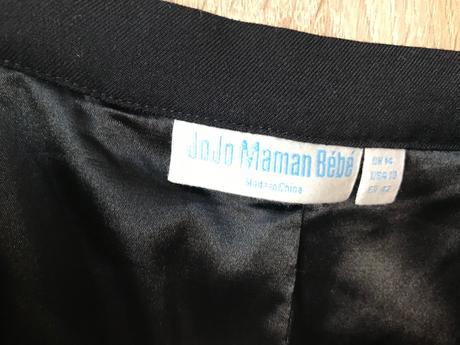 JoJo Maman Bébé
Made in China
UK 14
USA 10
EU 42